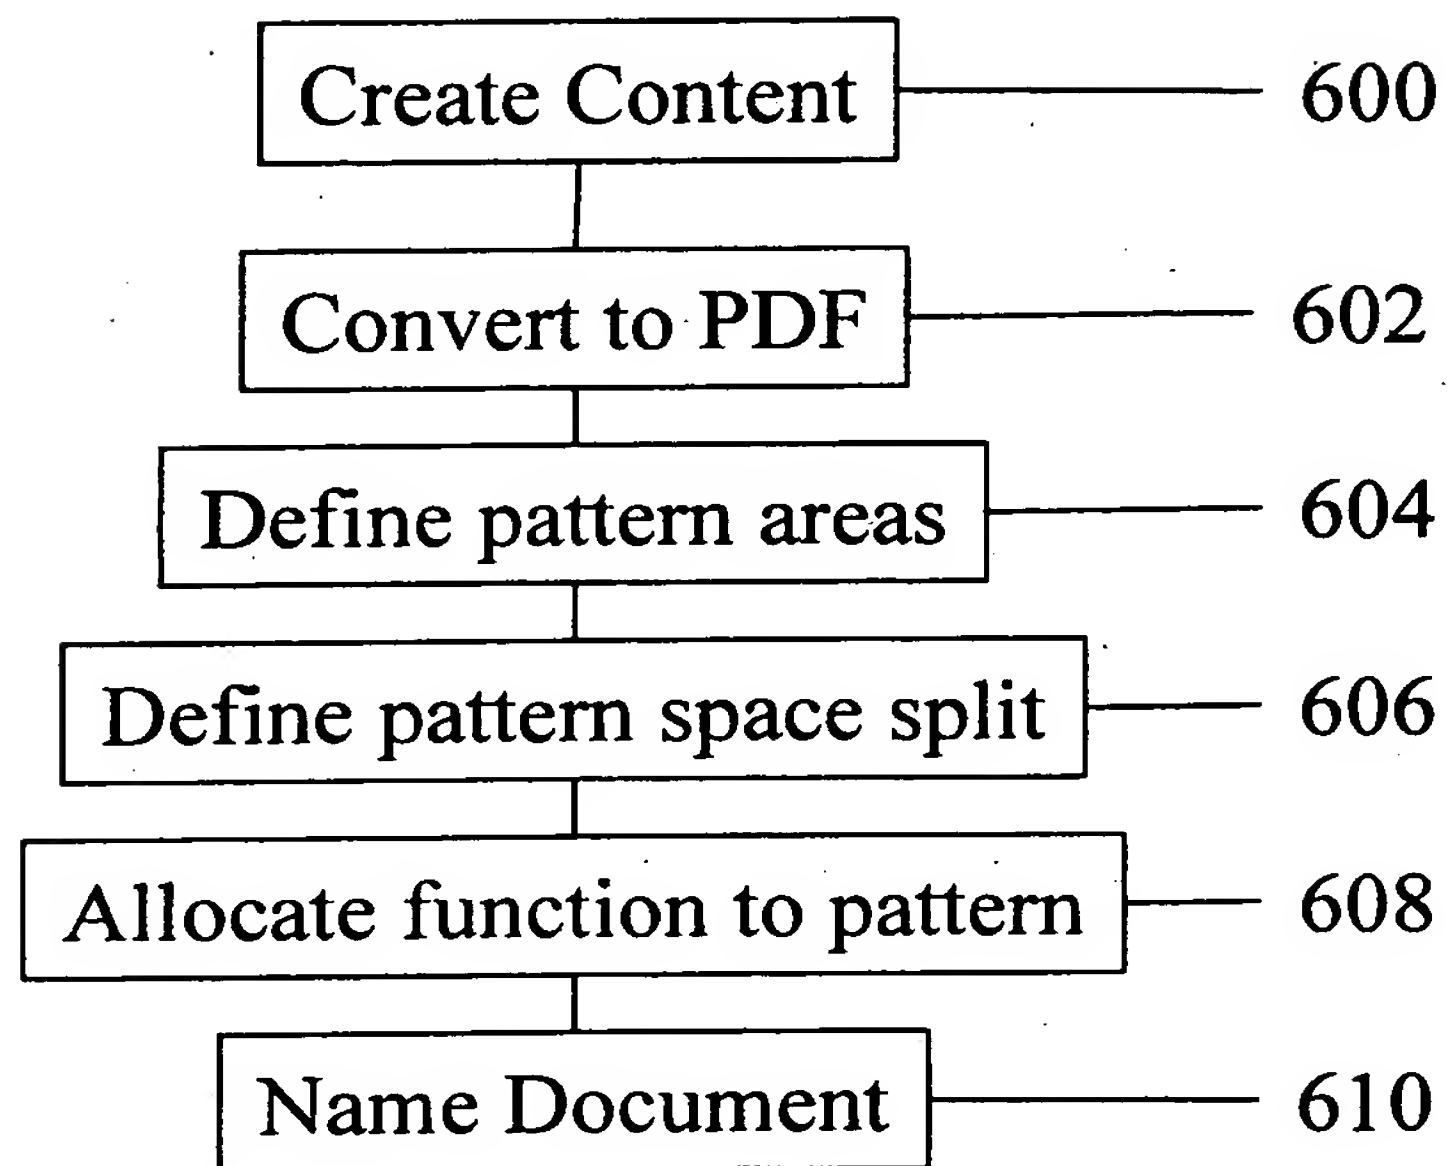 Create Content 600
Convert to PDF 602
Define pattern areas 604
Define pattern space split 606
Allocate function to pattern 608
Name Document 610